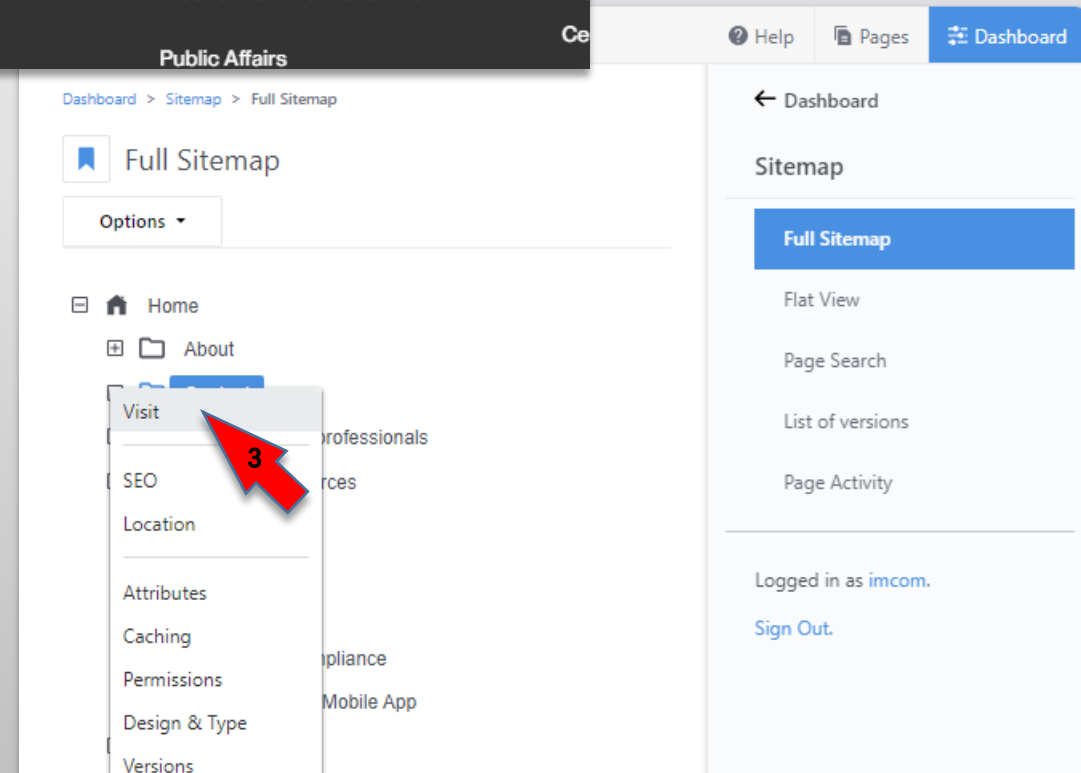 Ce
Public Affairs
Help
Pages
Dashboard
Dashboard > Sitemap > Full Sitemap
Full Sitemap
Options
Home
About
Visit
3
rofessionals
SEO
rces
Location
Attributes
Caching
pliance
Permissions
Mobile App
Design & Type
Versions
← Dashboard
Sitemap
Full Sitemap
Flat View
Page Search
List of versions
Page Activity
Logged in as imcom.
Sign Out.